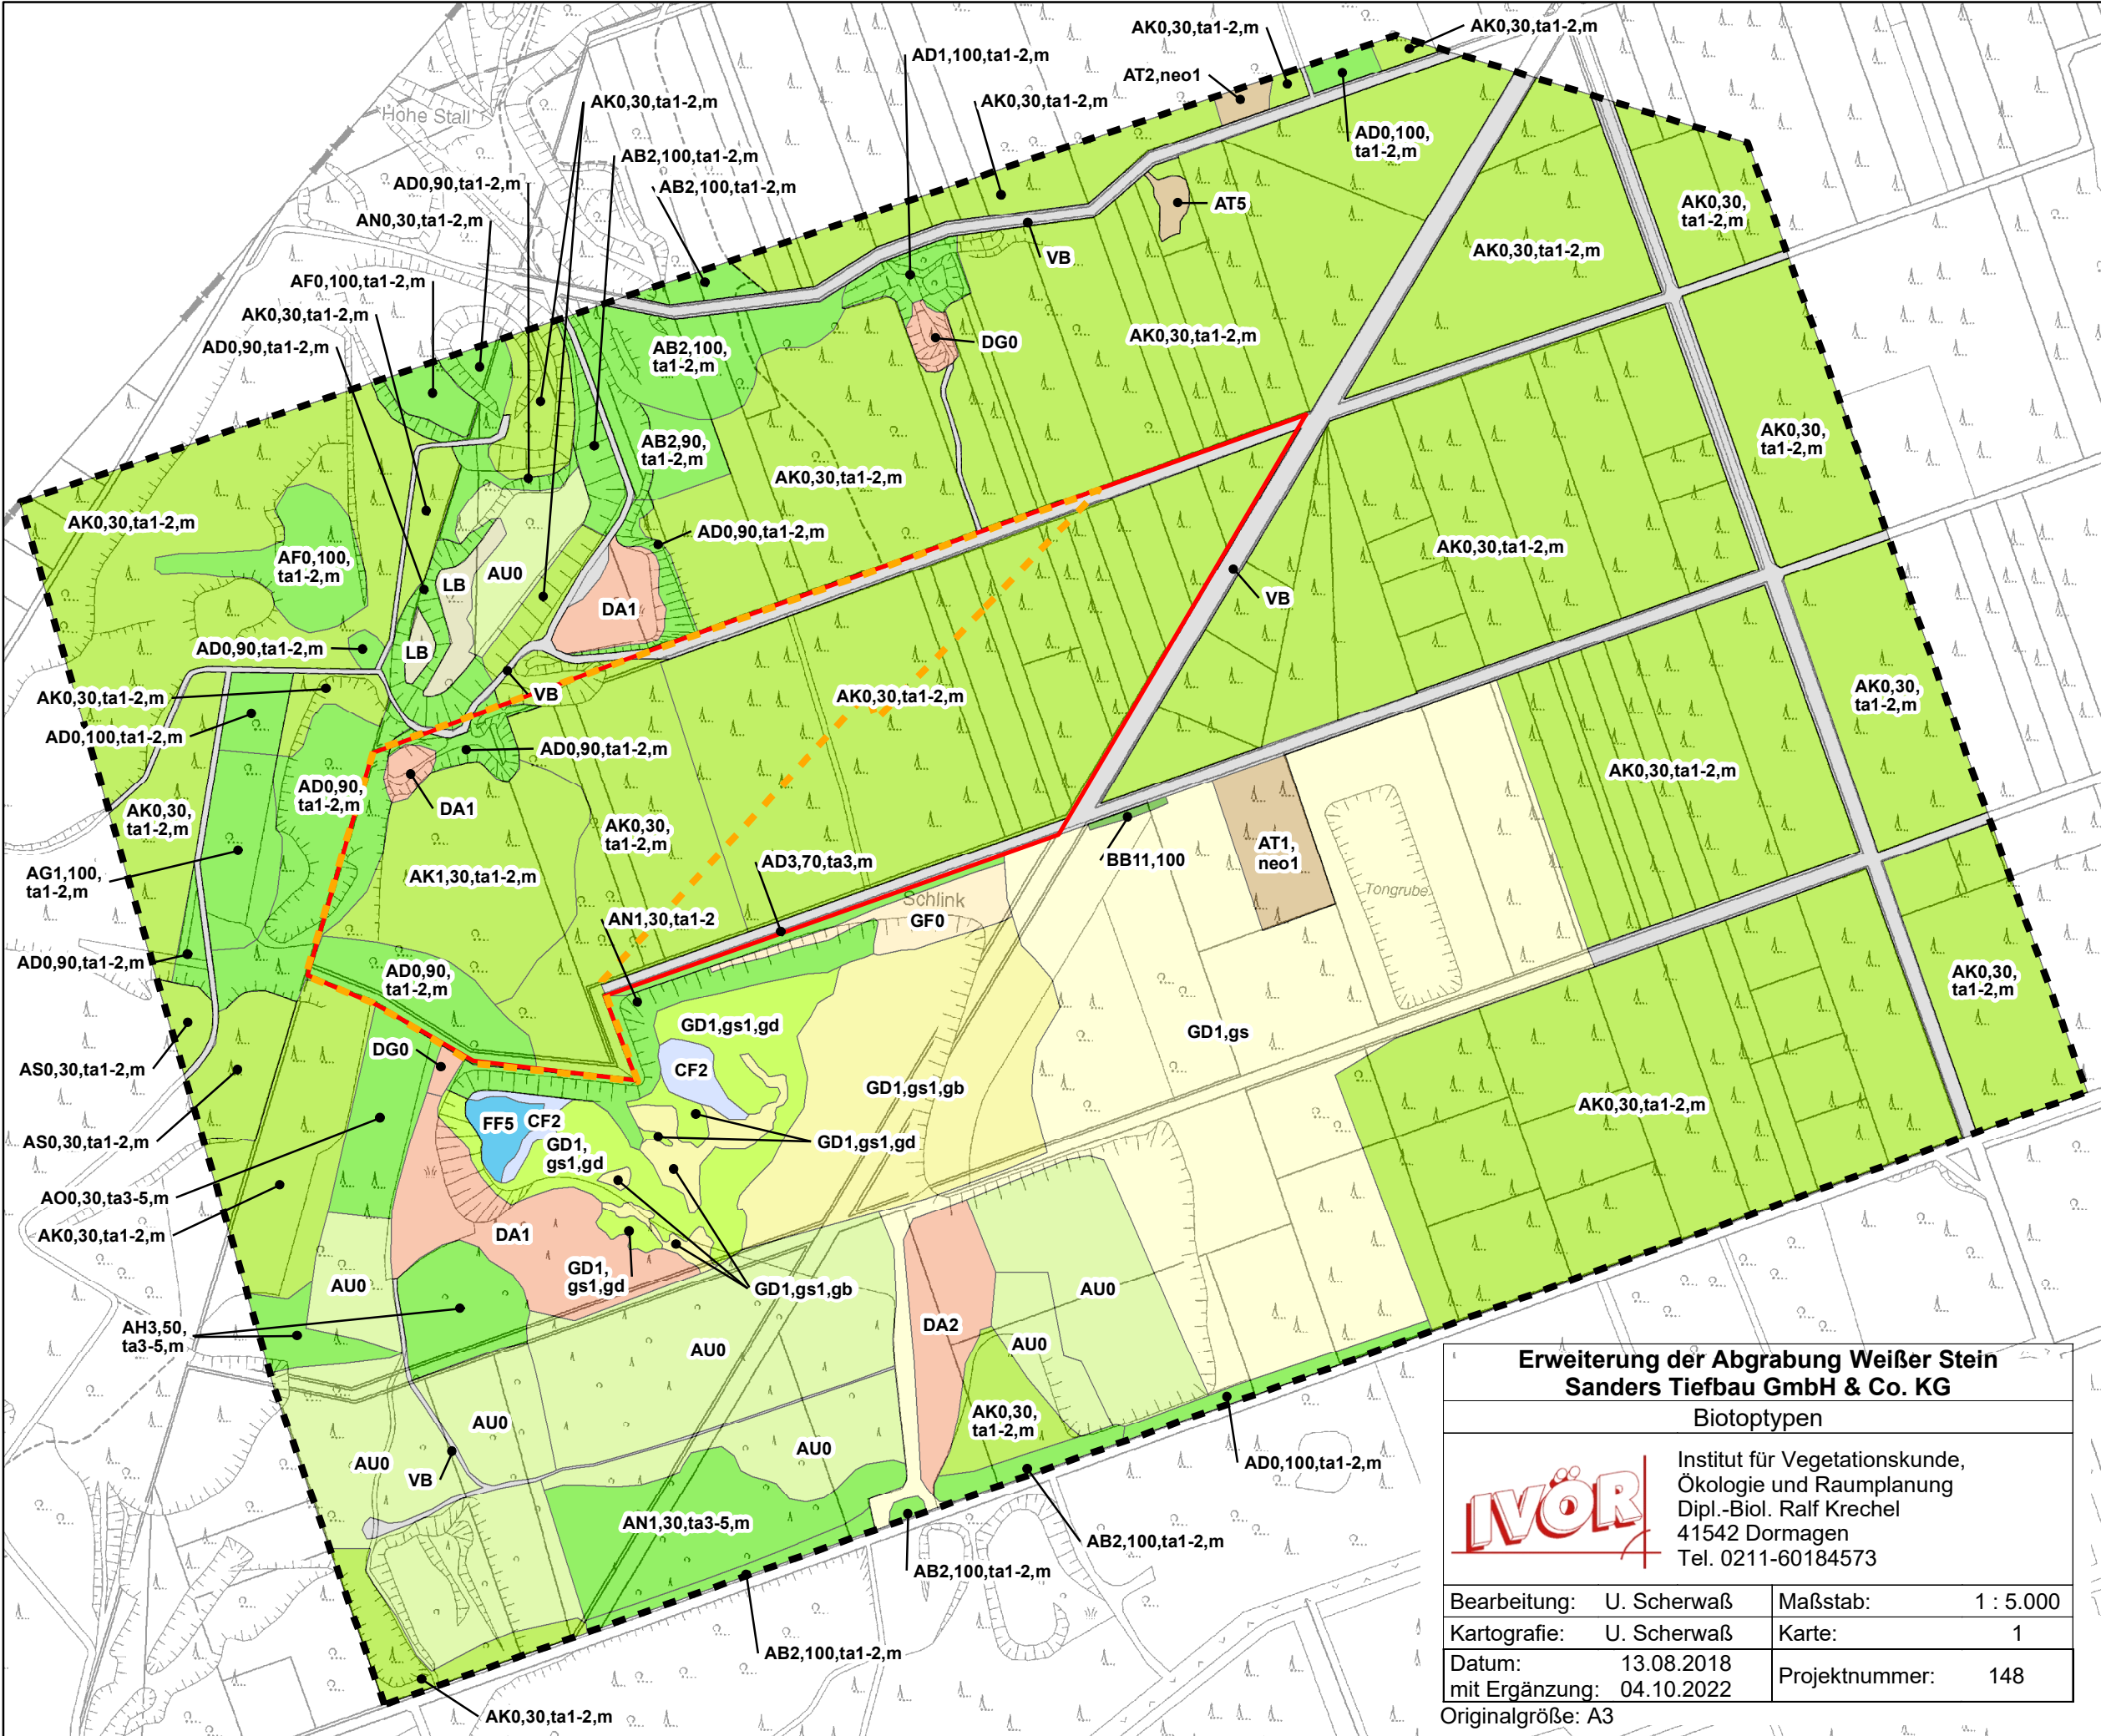 AK0,30,ta1-2,m
AK0,30,ta1-2,m
AD1,100,ta1-2,m
AT2,neo1
AK0,30,ta1-2,m
AK0,30,ta1-2,m
Hohe Stall
AD0,100,
ta1-2,m
AB2,100,ta1-2,m
AD0,90,ta1-2,m
AB2,100,ta1-2,m
AT5
AK0,30,
ta1-2,m
AN0,30,ta1-2,m
AK0,30,ta1-2,m
VB
AF0,100,ta1-2,m
AK0,30,ta1-2,m
AD0,90,ta1-2,m
AB2,100,
ta1-2,m
DG0
AK0,30,ta1-2,m
AB2,90,
ta1-2,m
AK0,30,
ta1-2,m
AK0,30,ta1-2,m
AK0,30,ta1-2,m
AD0,90,ta1-2,m
AK0,30,ta1-2,m
AF0,100,
ta1-2,m
LB
AU0
VB
DA1
AD0,90,ta1-2,m
LB
AK0,30,ta1-2,m
VB
AK0,30,ta1-2,m
AK0,30,
ta1-2,m
AD0,100,ta1-2,m
AD0,90,ta1-2,m
AD0,90,
ta1-2,m
DA1
AK0,30,ta1-2,m
AK0,30,
ta1-2,m
AK0,30,
ta1-2,m
AD3,70,ta3,m
BB11,100
AT1,
neo1
Tongrube
AG1,100,
ta1-2,m
AK1,30,ta1-2,m
Schlink
GF0
AN1,30,ta1-2
AD0,90,ta1-2,m
AD0,90,
ta1-2,m
AK0,30,
ta1-2,m
GD1,gs1,gd
GD1,gs
DG0
AS0,30,ta1-2,m
CF2
GD1,gs1,gb
AK0,30,ta1-2,m
FF5
CF2
AS0,30,ta1-2,m
GD1,
gs1,gd
GD1,gs1,gd
AO0,30,ta3-5,m
AK0,30,ta1-2,m
DA1
GD1,
gs1,gd
AU0
GD1,gs1,gb
AU0
AH3,50,
ta3-5,m
DA2
AU0
AU0
AU0
AK0,30,
ta1-2,m
AU0
AU0
VB
AD0,100,ta1-2,m
AN1,30,ta3-5,m
AB2,100,ta1-2,m
AB2,100,ta1-2,m
AB2,100,ta1-2,m
AK0,30,ta1-2,m
Erweiterung der Abgrabung Weißer Stein
Sanders Tiefbau GmbH & Co. KG
Biotoptypen
IVÖR
Institut für Vegetationskunde,
Ökologie und Raumplanung
Dipl.-Biol. Ralf Krechel
41542 Dormagen
Tel. 0211-60184573
Bearbeitung: U. Scherwaß Maßstab: 1 : 5.000
Kartografie: U. Scherwaß Karte: 1
Datum: 13.08.2018
mit Ergänzung: 04.10.2022 Projektnummer: 148
Originalgröße: A3